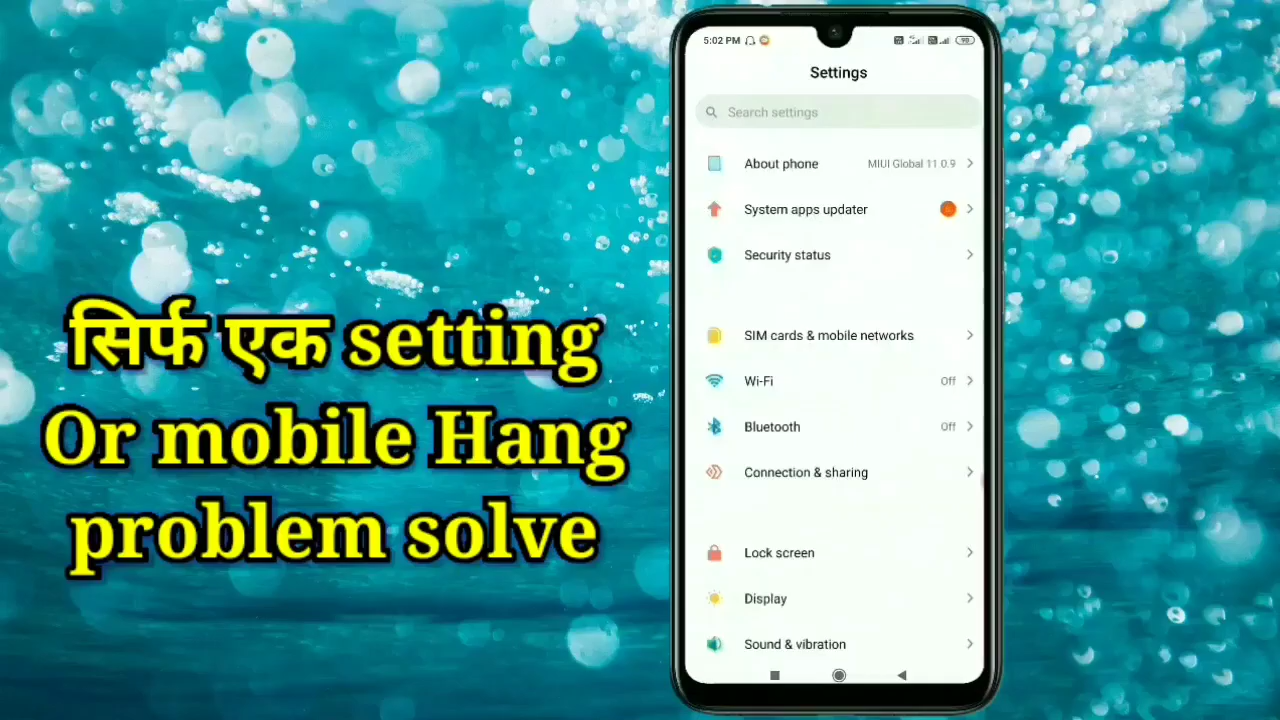 सिर्फ एक setting
Or mobile Hang
problem solve
5:02 PM
Settings
Search settings
About phone MIUI Global 11.0.9
System apps updater
Security status
SIM cards & mobile networks
Wi-Fi Off
Bluetooth Off
Connection & sharing
Lock screen
Display
Sound & vibration